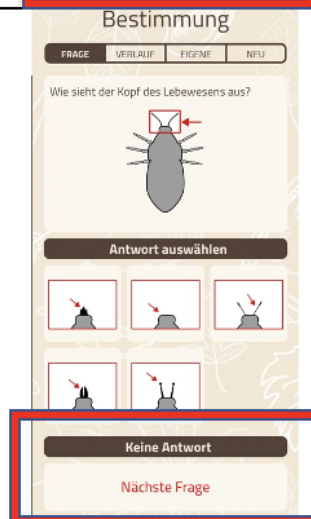 Bestimmung
FRAGE VERLAUF EIGENE NEU
Wie sieht der Kopf des Lebewesens aus?
Antwort auswählen
Keine Antwort
Nächste Frage